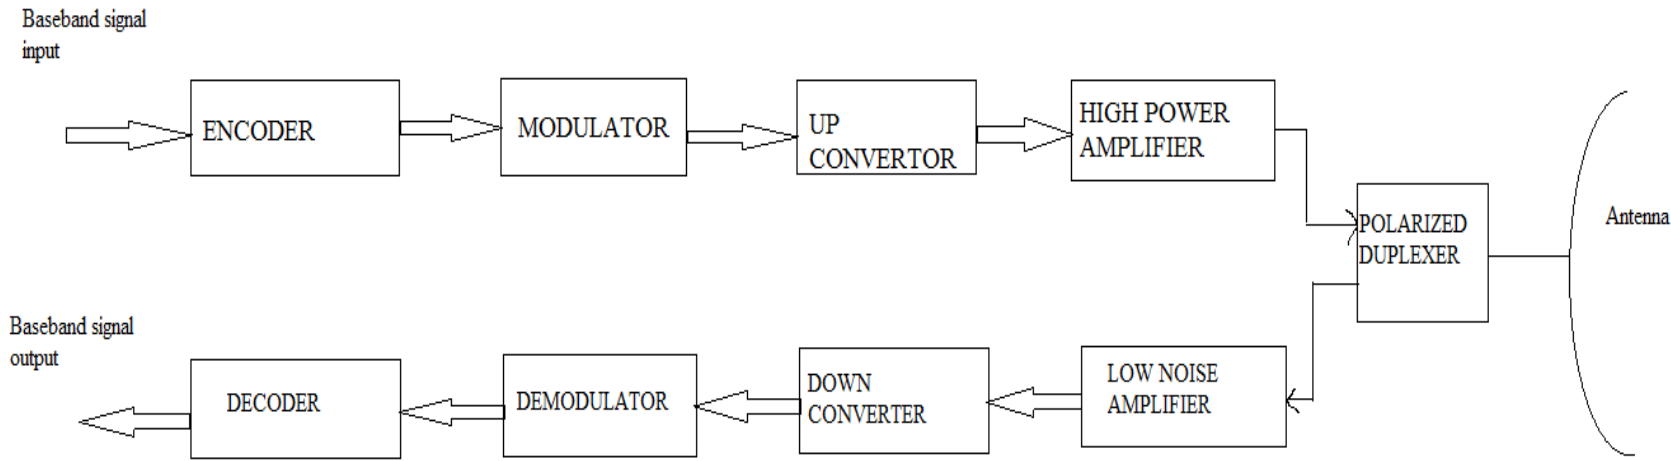 Baseband signal
input
ENCODER
MODULATOR
UP
CONVERTOR
HIGH POWER
AMPLIFIER
POLARIZED
DUPLEXER
Antenna
Baseband signal
output
DECODER
DEMODULATOR
DOWN
CONVERTER
LOW NOISE
AMPLIFIER